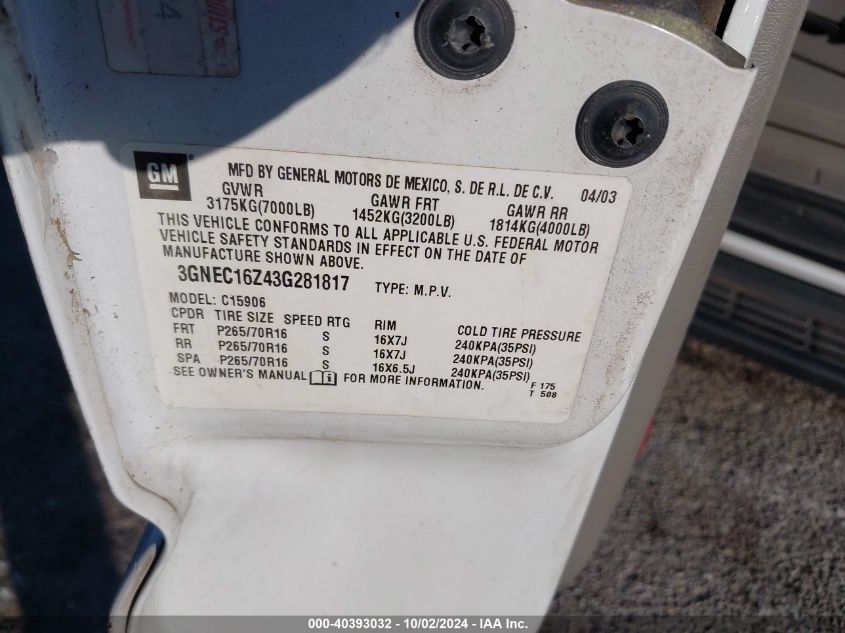 4
GM
MFD BY GENERAL MOTORS DE MEXICO, S. DE R.L. DE C.V. 04/03
GVWR GAWR FRT GAWR RR
3175KG(7000LB) 1452KG(3200LB) 1814KG(4000LB)
THIS VEHICLE CONFORMS TO ALL APPLICABLE U.S. FEDERAL MOTOR
VEHICLE SAFETY STANDARDS IN EFFECT ON THE DATE OF
MANUFACTURE SHOWN ABOVE.
3GNEC16Z43G281817 TYPE: M.P.V.
MODEL: C15906
CPDR TIRE SIZE SPEED RTG RIM COLD TIRE PRESSURE
FRT P265/70R16 S 16X7J 240KPA(35PSI)
RR P265/70R16 S 16X7J 240KPA(35PSI)
SPA P265/70R16 S 16X6.5J 240KPA(35PSI)
SEE OWNER'S MANUAL FOR MORE INFORMATION.
F 175
T 508
000-40393032 - 10/02/2024 - IAA Inc.